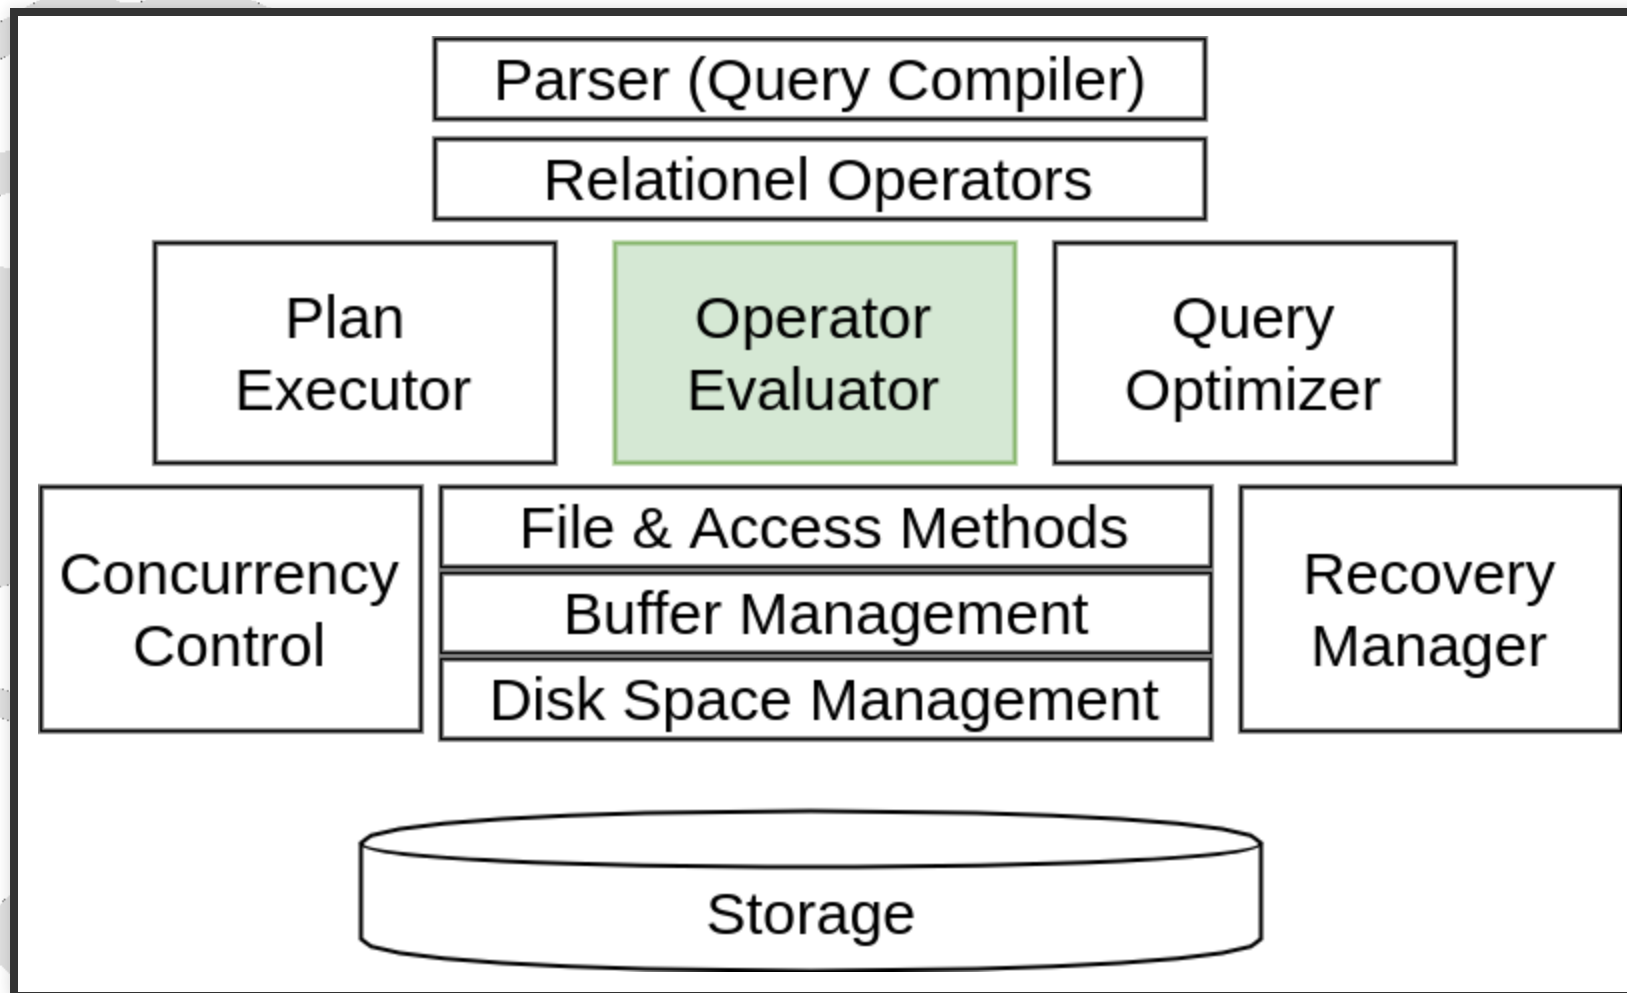 Parser (Query Compiler)
Relationel Operators
Plan
Executor
Operator
Evaluator
Query
Optimizer
Concurrency
Control
File & Access Methods
Buffer Management
Disk Space Management
Recovery
Manager
Storage